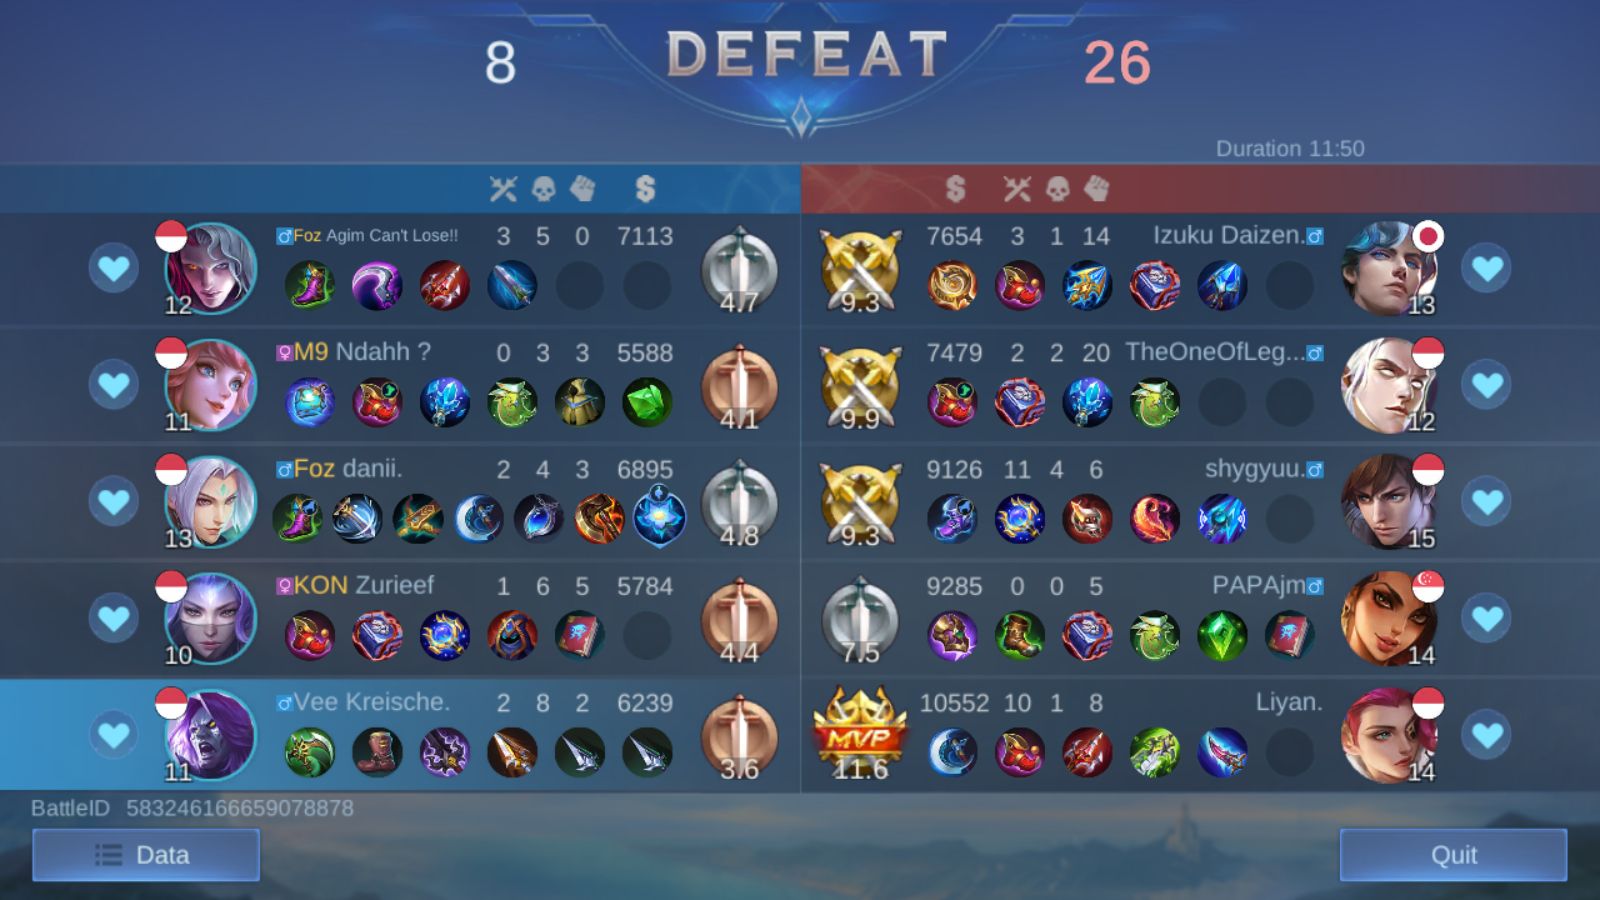 8 DEFEAT 26
Duration 11:50
Foz Agim Can't Lose!! 3 5 0 7113
12 4.7
7654 3 1 14 Izuku Daizen.
9.3 13
M9 Ndahh ? 0 3 3 5588
11 4.1
7479 2 2 20 TheOneOfLeg...
9.9 12
Foz danii. 2 4 3 6895
13 4.8
9126 11 4 6 shygyuu.
9.3 15
KON Zurieef 1 6 5 5784
10 4.4
9285 0 0 5 PAPAjm
7.5 14
Vee Kreische. 2 8 2 6239
11 3.6
10552 10 1 8 Liyan.
MVP
11.6 14
BattleID 583246166659078878
Data
Quit